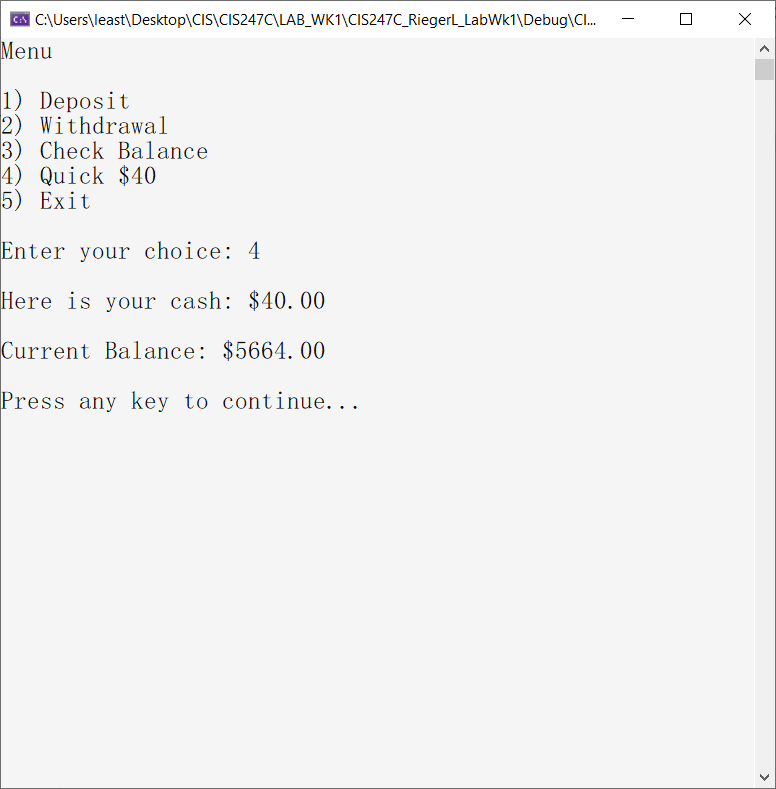 C:\Users\least\Desktop\CIS\CIS247C\LAB_WK1\CIS247C_RiegerL_LabWk1\Debug\CI...
Menu
1) Deposit
2) Withdrawal
3) Check Balance
4) Quick $40
5) Exit
Enter your choice: 4
Here is your cash: $40.00
Current Balance: $5664.00
Press any key to continue...